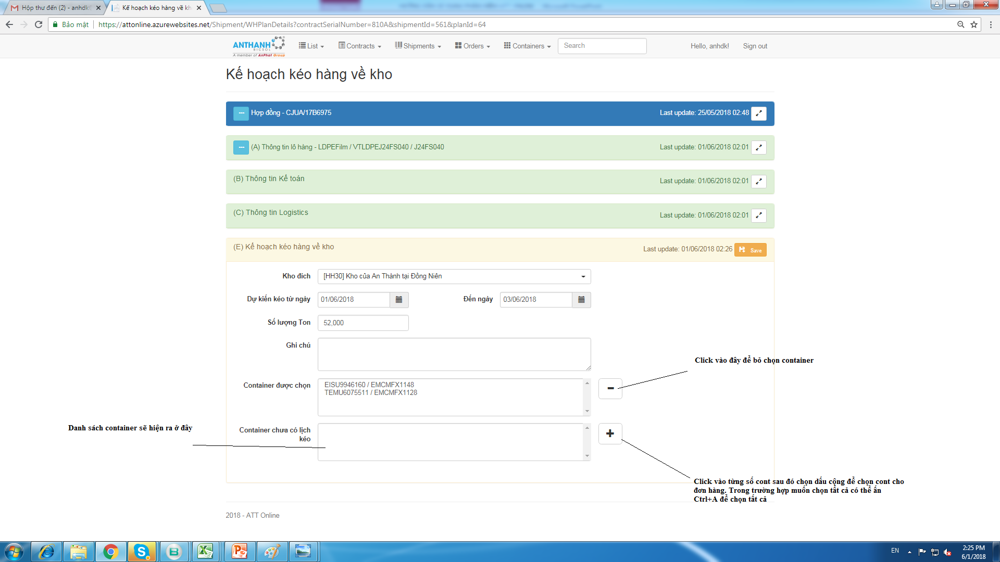 Hộp thư đến (2) - anhdk
Kế hoạch kéo hàng về kh
Bảo mật https://attonline.azurewebsites.net/Shipment/WHPlanDetails?contractSerialNumber=810A&shipmentId=561&planId=64
ANTHANH
BICSOL
A member of AnPhat Group
List Contracts Shipments Orders Containers Search Hello, anhdk! Sign out
Kế hoạch kéo hàng về kho
Hợp đồng - CJUA/17B6975 Last update: 25/05/2018 02:48
(A) Thông tin lô hàng - LDPEFilm / VTLDPEJ24FS040 / J24FS040 Last update: 01/06/2018 02:01
(B) Thông tin Kế toán Last update: 01/06/2018 02:01
(C) Thông tin Logistics Last update: 01/06/2018 02:01
(E) Kế hoạch kéo hàng về kho Last update: 01/06/2018 02:26 Save
Kho đích [HH30] Kho của An Thành tại Đồng Niên
Dự kiến kéo từ ngày 01/06/2018 Đến ngày 03/06/2018
Số lượng Ton 52,000
Ghi chú
Click vào đây để bỏ chọn container
Container được chọn EISU9946160 / EMCMFX1148
TEMU6075511 / EMCMFX1128
Danh sách container sẽ hiện ra ở đây
Container chưa có lịch
kéo
Click vào từng số cont sau đó chọn dấu cộng để chọn cont cho
đơn hàng. Trong trường hợp muốn chọn tất cả có thể ấn
Ctrl+A để chọn tất cả
2018 - ATT Online
EN
2:25 PM
6/1/2018